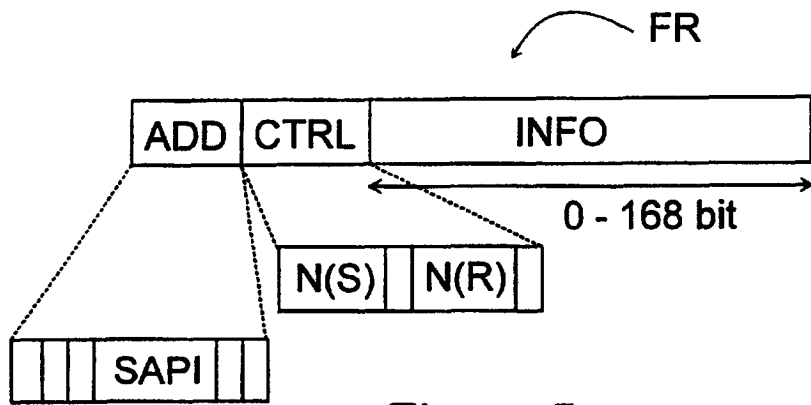 FR
ADD CTRL INFO
0 - 168 bit
N(S) N(R)
SAPI